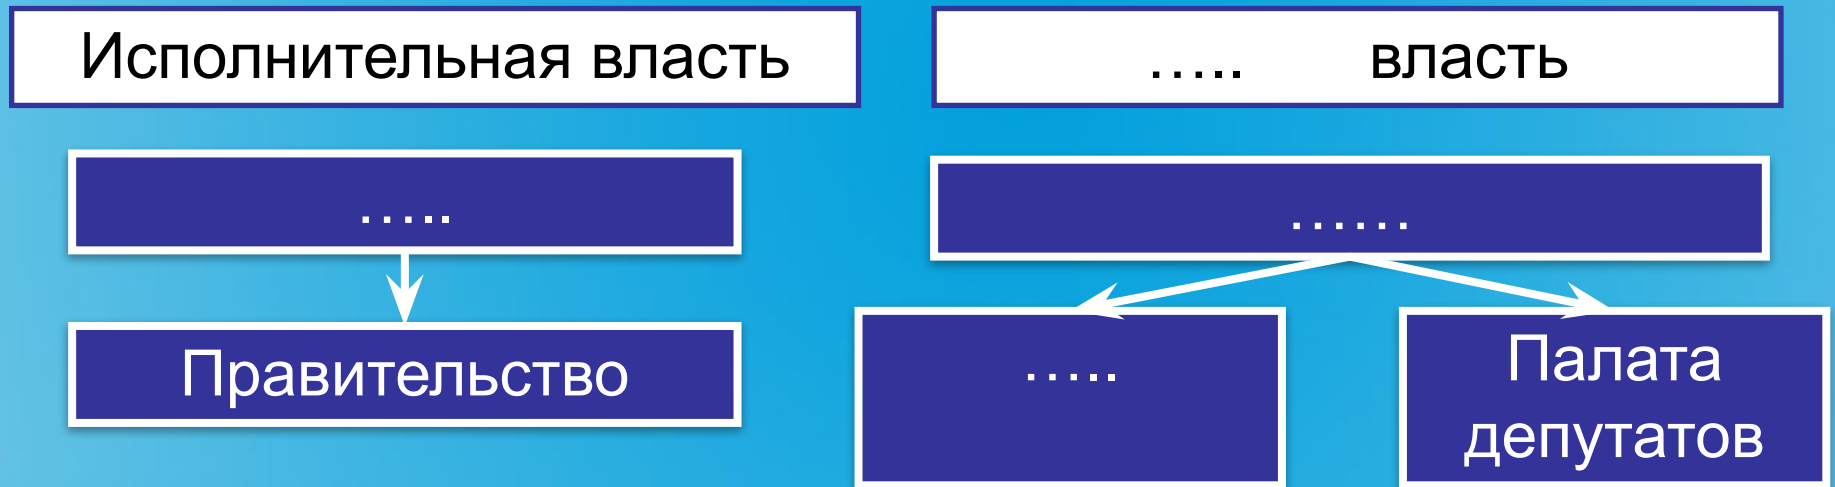 Исполнительная власть
….. власть
…..
……
Правительство
…..
Палата
депутатов